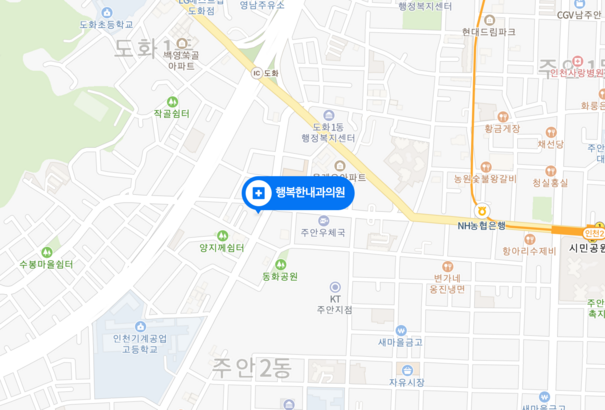 도화점
영남주유소
행정복지센터
CGV남주안
도화초등학교
현대드림파크
도화1동
백영쑥골
아파트
IC 도화
주안1동
인천사랑병원
작골쉼터
황금게장
채선당
도화1동
행정복지센터
농원숯불왕갈비
청실홍실
행복한내과의원
주안우체국
NH농협은행
양지께쉼터
수봉마을쉼터
동화공원
항아리수제비
시민공원
변가네
옹진냉면
KT
주안지점
인천기계공업
고등학교
새마을금고
주안2동
자유시장
새마을금고